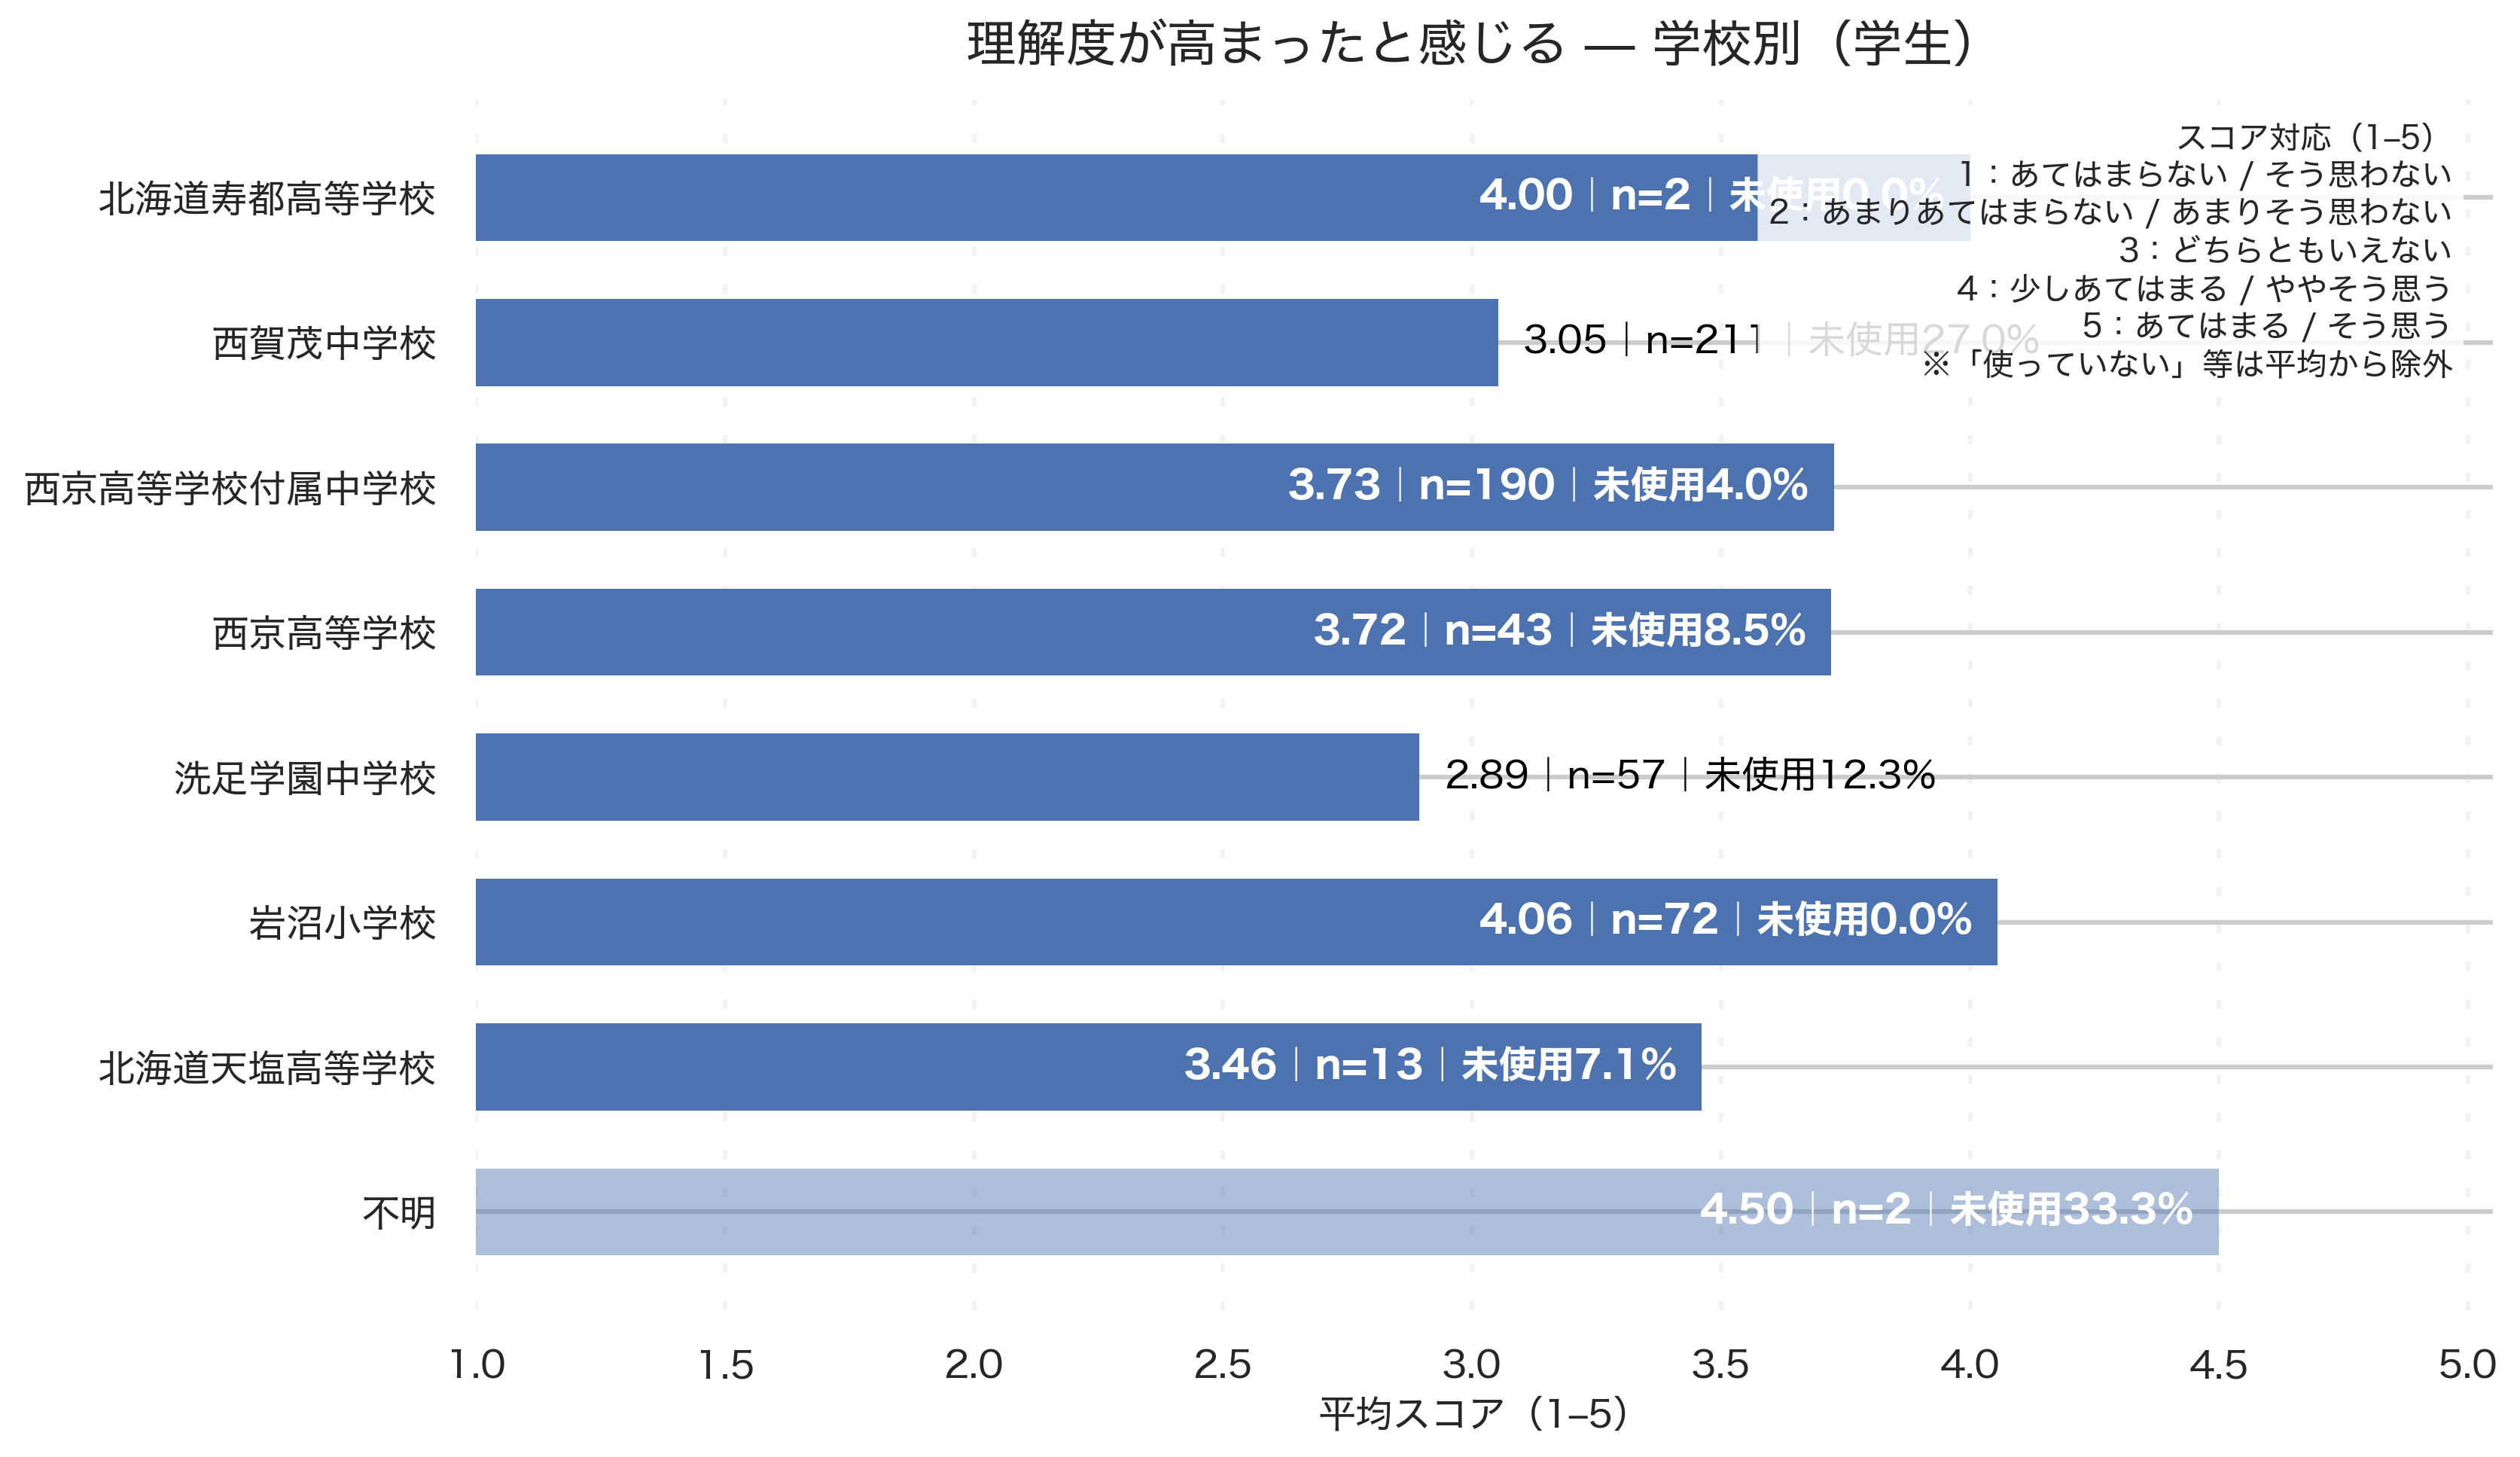 理解度が高まったと感じる — 学校別（学生）
スコア対応（1–5）
1：あてはまらない / そう思わない
2：あまりあてはまらない / あまりそう思わない
3：どちらともいえない
4：少しあてはまる / ややそう思う
5：あてはまる / そう思う
※「使っていない」等は平均から除外
北海道寿都高等学校 4.00｜n=2｜未使用0.0%
西賀茂中学校 3.05｜n=211｜未使用27.0%
西京高等学校付属中学校 3.73｜n=190｜未使用4.0%
西京高等学校 3.72｜n=43｜未使用8.5%
洗足学園中学校 2.89｜n=57｜未使用12.3%
岩沼小学校 4.06｜n=72｜未使用0.0%
北海道天塩高等学校 3.46｜n=13｜未使用7.1%
不明 4.50｜n=2｜未使用33.3%
1.0 1.5 2.0 2.5 3.0 3.5 4.0 4.5 5.0
平均スコア（1–5）